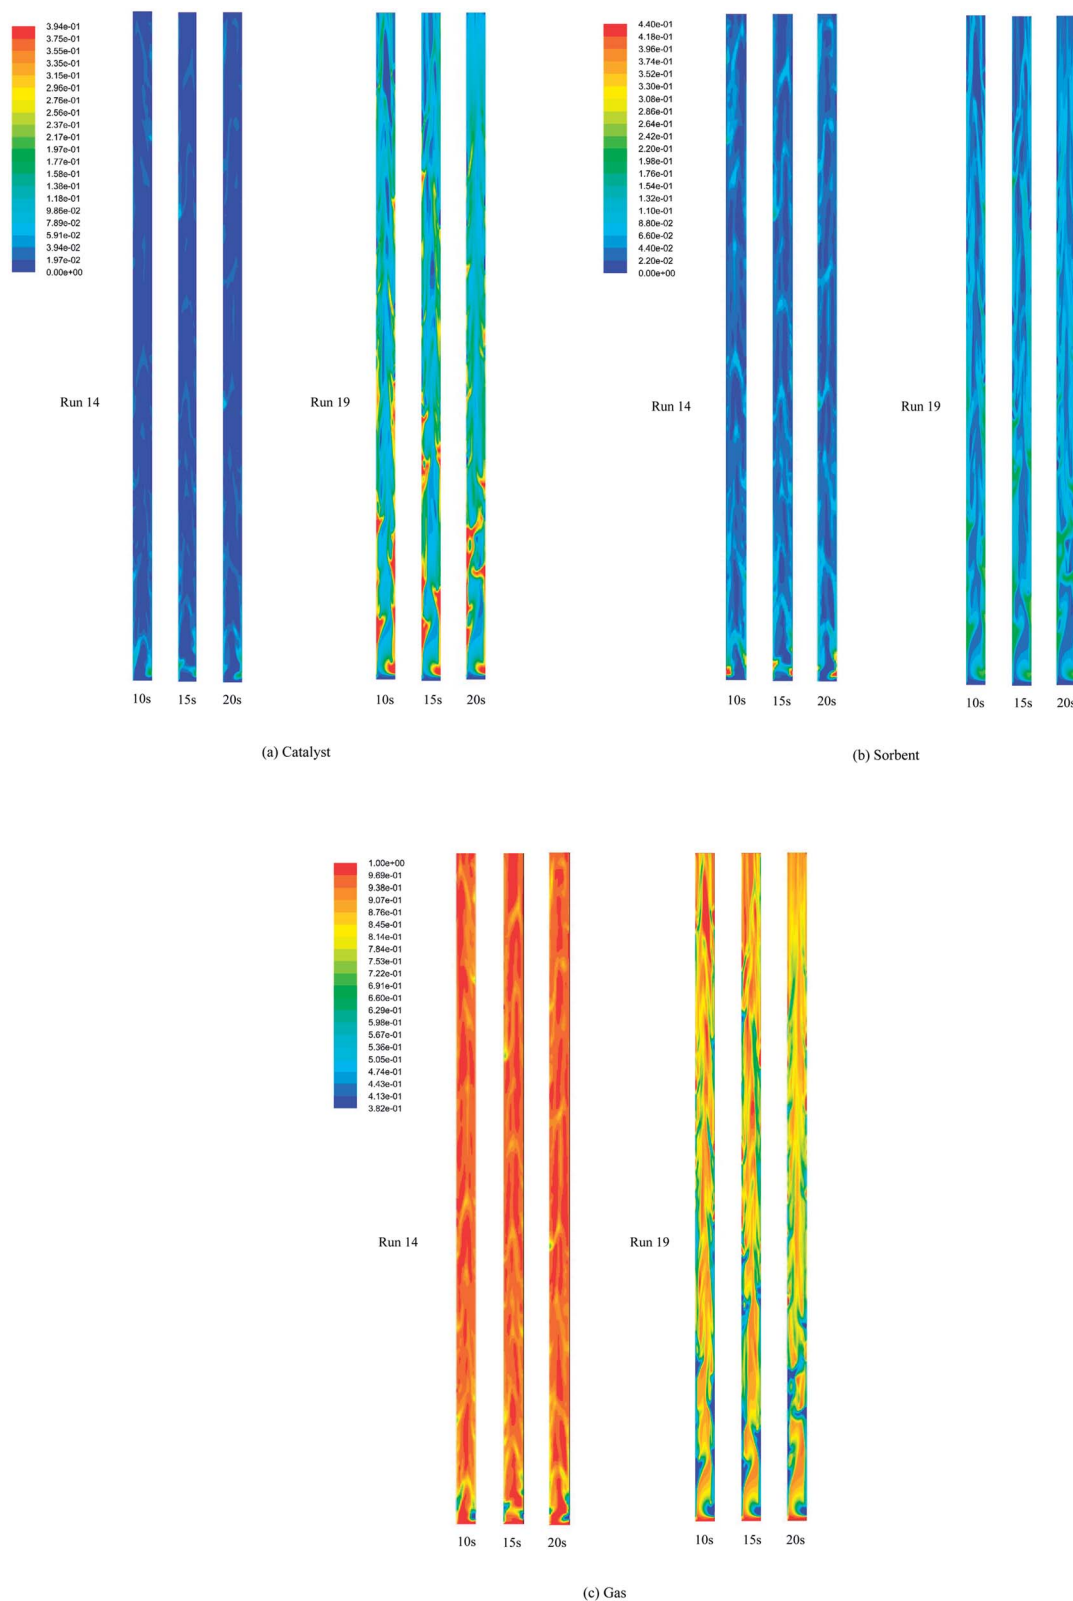 3.94e-01
3.75e-01
3.55e-01
3.35e-01
3.15e-01
2.96e-01
2.76e-01
2.56e-01
2.37e-01
2.17e-01
1.97e-01
1.77e-01
1.58e-01
1.38e-01
1.18e-01
9.86e-02
7.89e-02
5.91e-02
3.94e-02
1.97e-02
0.00e+00
Run 14
Run 19
10s
15s
20s
10s
15s
20s
(a) Catalyst
4.40e-01
4.18e-01
3.96e-01
3.74e-01
3.52e-01
3.30e-01
3.08e-01
2.86e-01
2.64e-01
2.42e-01
2.20e-01
1.98e-01
1.76e-01
1.54e-01
1.32e-01
1.10e-01
8.80e-02
6.60e-02
4.40e-02
2.20e-02
0.00e+00
Run 14
Run 19
10s
15s
20s
10s
15s
20s
(b) Sorbent
1.00e+00
9.69e-01
9.38e-01
9.07e-01
8.76e-01
8.45e-01
8.14e-01
7.84e-01
7.53e-01
7.22e-01
6.91e-01
6.60e-01
6.29e-01
5.98e-01
5.67e-01
5.36e-01
5.05e-01
4.74e-01
4.43e-01
4.13e-01
3.82e-01
Run 14
Run 19
10s
15s
20s
10s
15s
20s
(c) Gas